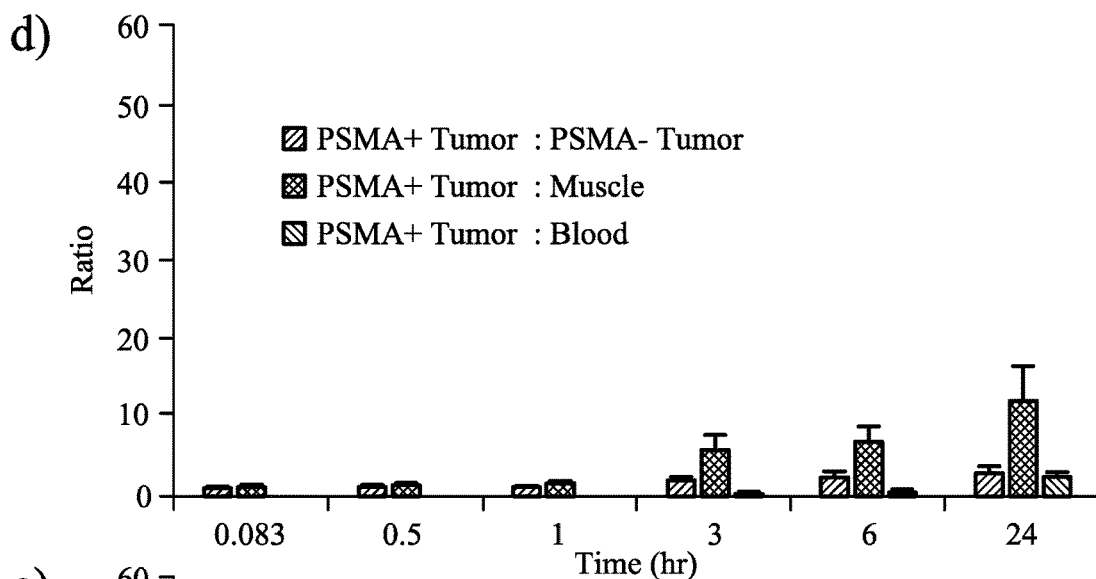 d)
60
50
40
30
20
10
0
Ratio
PSMA+ Tumor : PSMA- Tumor
PSMA+ Tumor : Muscle
PSMA+ Tumor : Blood
0.083 0.5 1 3 6 24
Time (hr)
60